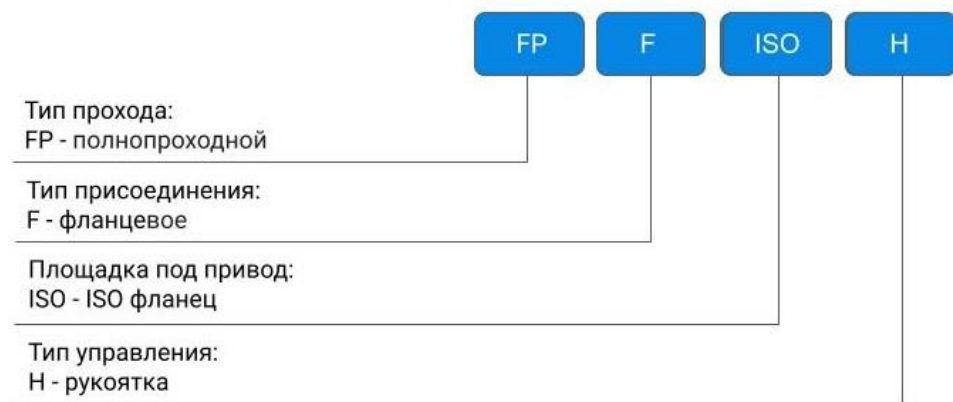 FP F ISO H
Тип прохода:
FP - полнопроходной
Тип присоединения:
F - фланцевое
Площадка под привод:
ISO - ISO фланец
Тип управления:
H - рукоятка